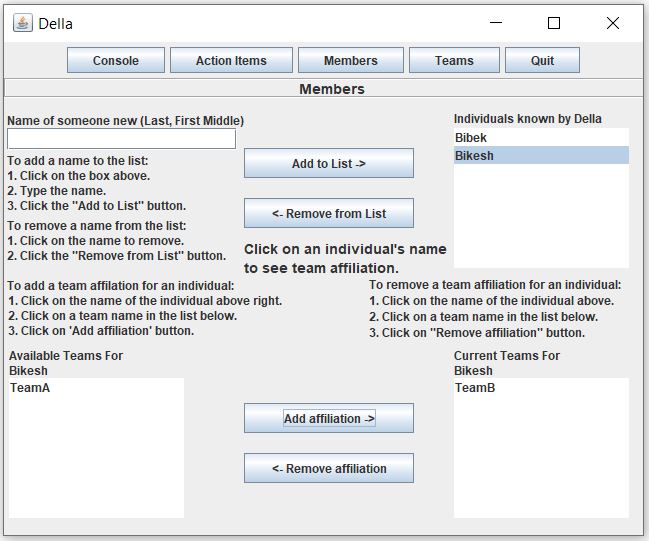 Della
Console
Action Items
Members
Teams
Quit
Members
Name of someone new (Last, First Middle)
To add a name to the list:
1. Click on the box above.
2. Type the name.
3. Click the "Add to List" button.
To remove a name from the list:
1. Click on the name to remove.
2. Click the "Remove from List" button.
Add to List ->
<- Remove from List
Click on an individual's name
to see team affiliation.
Individuals known by Della
Bibek
Bikesh
To add a team affilation for an individual:
1. Click on the name of the individual above right.
2. Click on a team name in the list below.
3. Click on 'Add affiliation' button.
To remove a team affiliation for an individual:
1. Click on the name of the individual above.
2. Click on a team name in the list below.
3. Click on "Remove affiliation" button.
Available Teams For
Bikesh
TeamA
Add affiliation ->
<- Remove affiliation
Current Teams For
Bikesh
TeamB